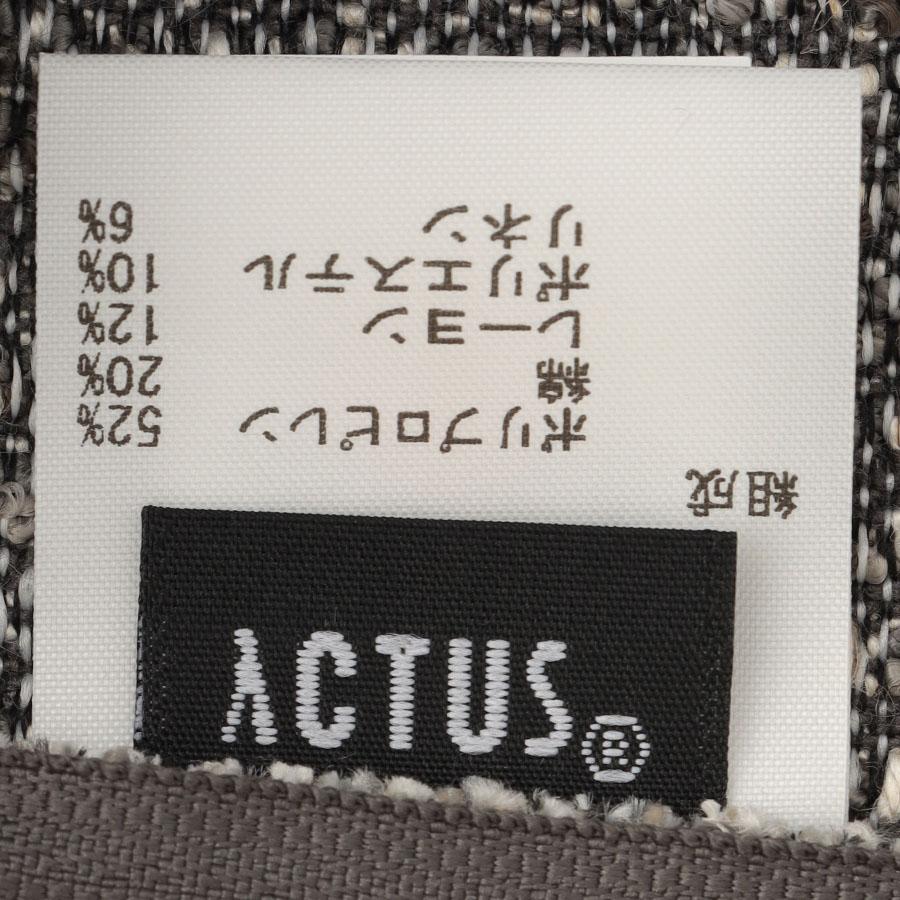 組成
ポリプロピレン 52%
綿 20%
レーヨン 12%
ポリエステル 10%
リネン 6%
ACTUS®